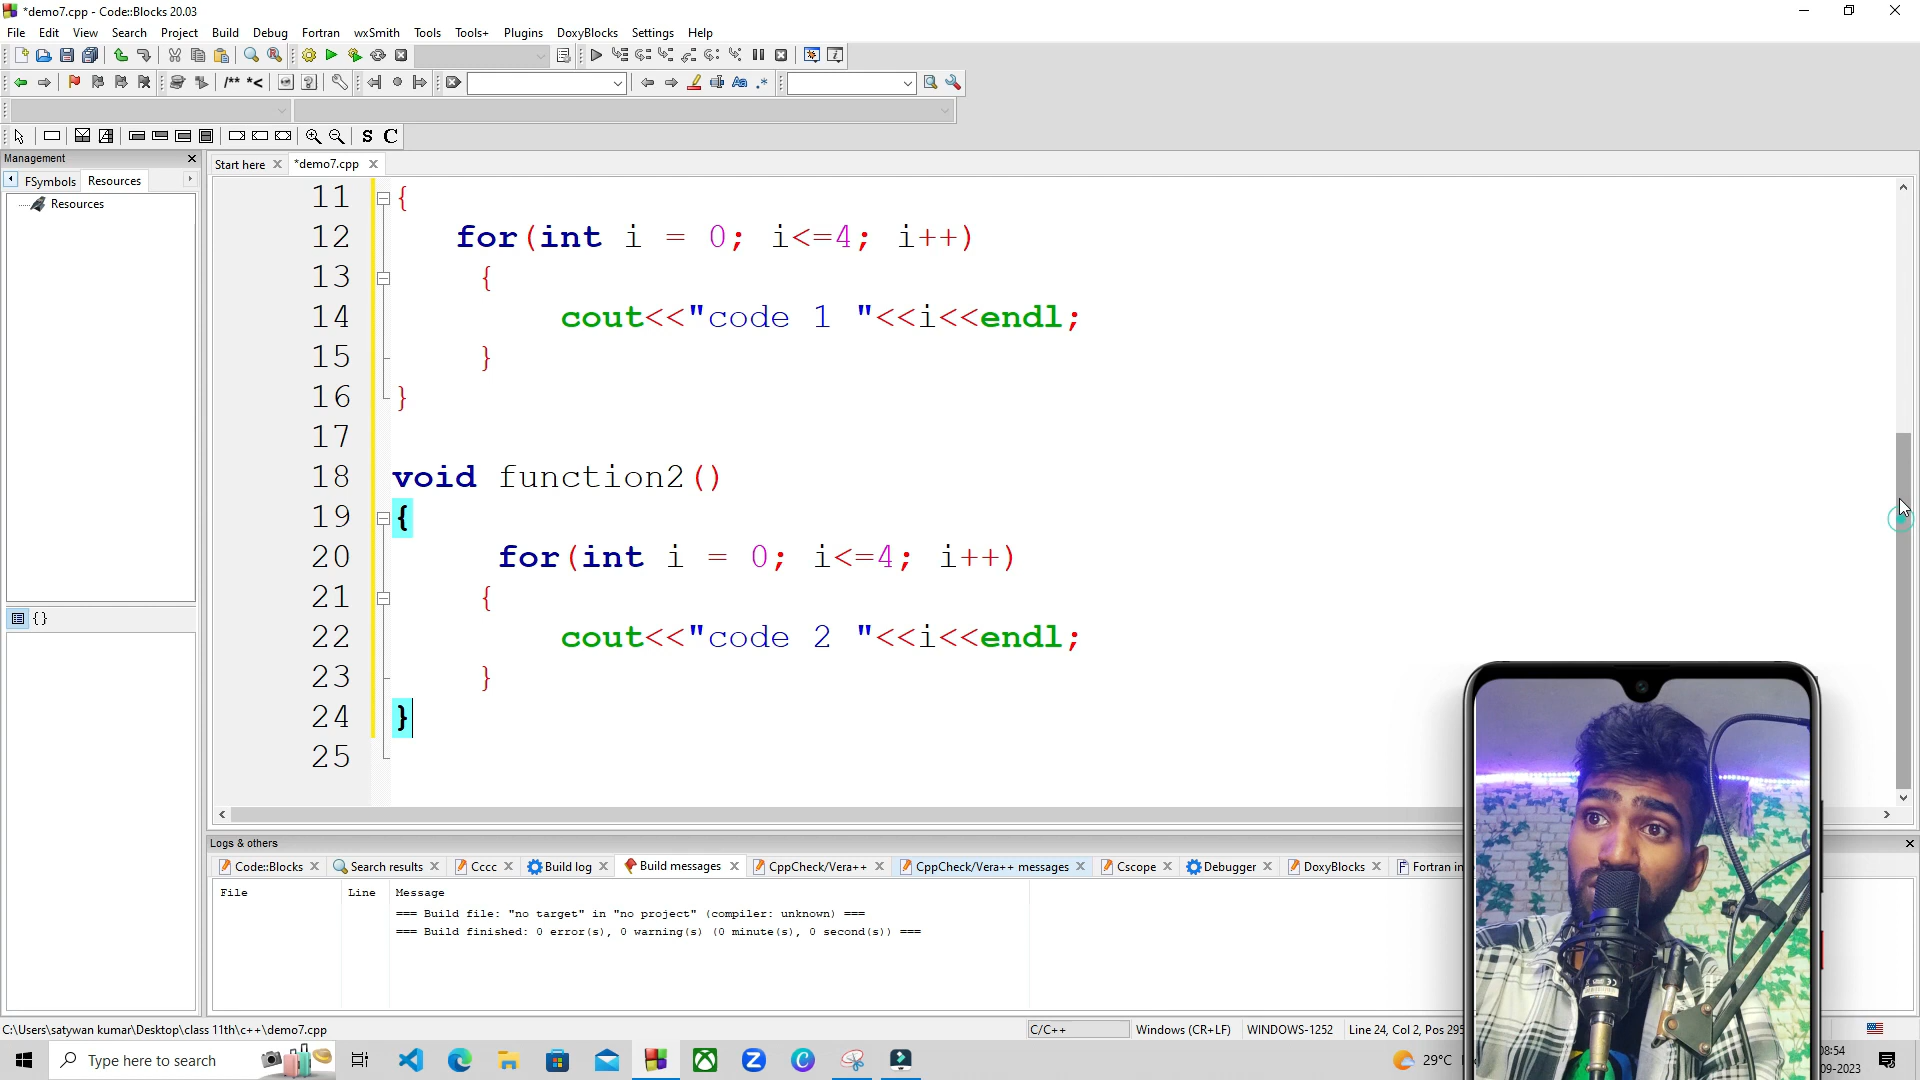 *demo7.cpp - Code::Blocks 20.03
File Edit View Search Project Build Debug Fortran wxSmith Tools Tools+ Plugins DoxyBlocks Settings Help
/** *< Aa .*
S C
Management
FSymbols Resources
Resources
{}
Start here *demo7.cpp
11 {
12 for(int i = 0; i<=4; i++)
13 {
14 cout<<"code 1 "<<i<<endl;
15 }
16 }
17
18 void function2()
19 {
20 for(int i = 0; i<=4; i++)
21 {
22 cout<<"code 2 "<<i<<endl;
23 }
24 }
25
Logs & others
Code::Blocks Search results Cccc Build log Build messages CppCheck/Vera++ CppCheck/Vera++ messages Cscope Debugger DoxyBlocks Fortran in
File Line Message
=== Build file: "no target" in "no project" (compiler: unknown) ===
=== Build finished: 0 error(s), 0 warning(s) (0 minute(s), 0 second(s)) ===
C:\Users\satywan kumar\Desktop\class 11th\c++\demo7.cpp C/C++ Windows (CR+LF) WINDOWS-1252 Line 24, Col 2, Pos 295
Type here to search 29°C
08:54
09-2023